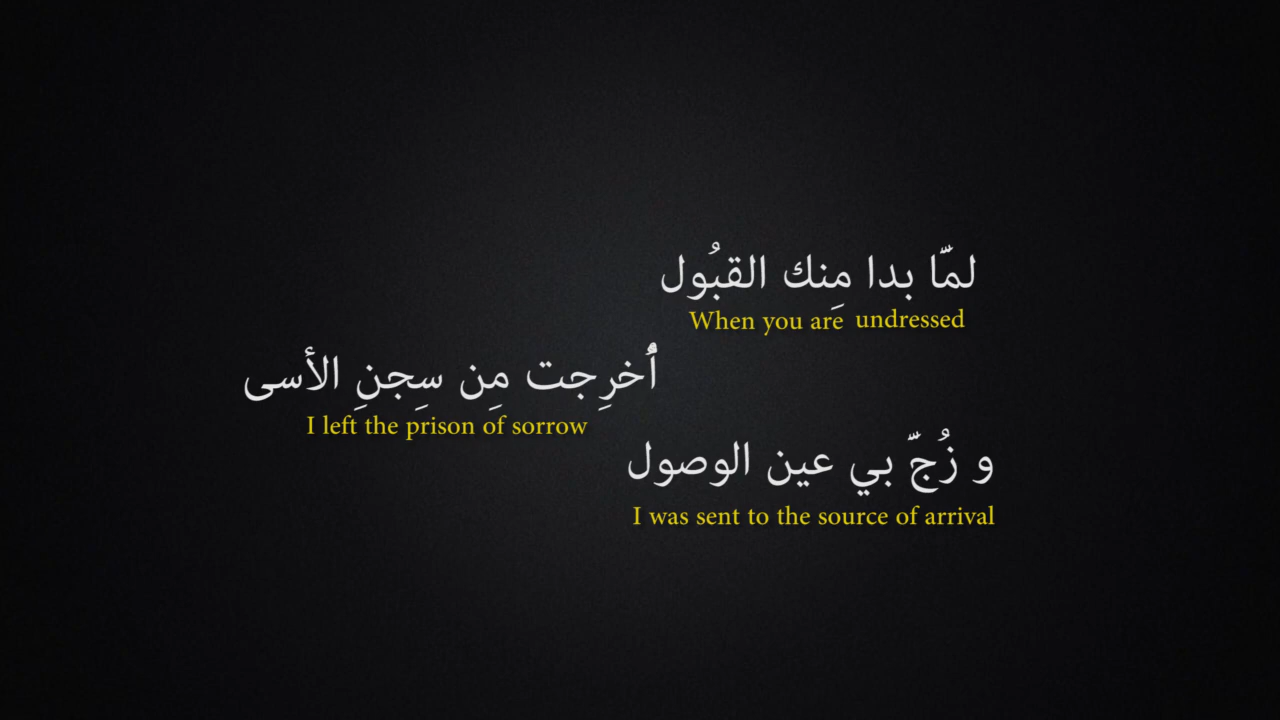 لمّا بدا مِنك القبُول
When you are undressed
أُخرِجت مِن سِجنِ الأسى
I left the prison of sorrow
و زُجّ بي عين الوصول
I was sent to the source of arrival